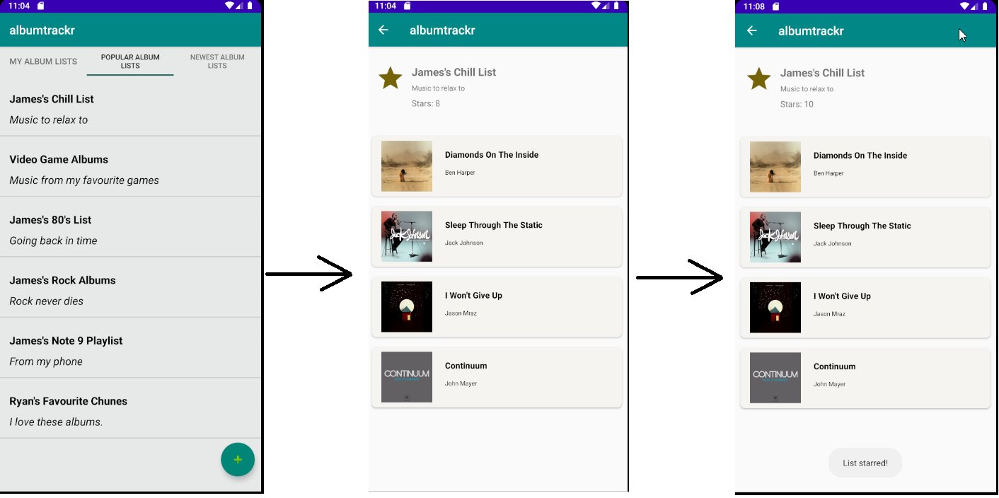 11:04
albumtrackr
MY ALBUM LISTS
POPULAR ALBUM
LISTS
NEWEST ALBUM
LISTS
James's Chill List
Music to relax to
Video Game Albums
Music from my favourite games
James's 80's List
Going back in time
James's Rock Albums
Rock never dies
James's Note 9 Playlist
From my phone
Ryan's Favourite Chunes
I love these albums.
+
11:04
albumtrackr
James's Chill List
Music to relax to
Stars: 8
Diamonds On The Inside
Ben Harper
Jack Johnson
Sleep Through The Static
Jack Johnson
I Won't Give Up
Jason Mraz
CONTINUUM
Continuum
John Mayer
11:08
albumtrackr
James's Chill List
Music to relax to
Stars: 10
Diamonds On The Inside
Ben Harper
Jack Johnson
Sleep Through The Static
Jack Johnson
I Won't Give Up
Jason Mraz
CONTINUUM
Continuum
John Mayer
List starred!